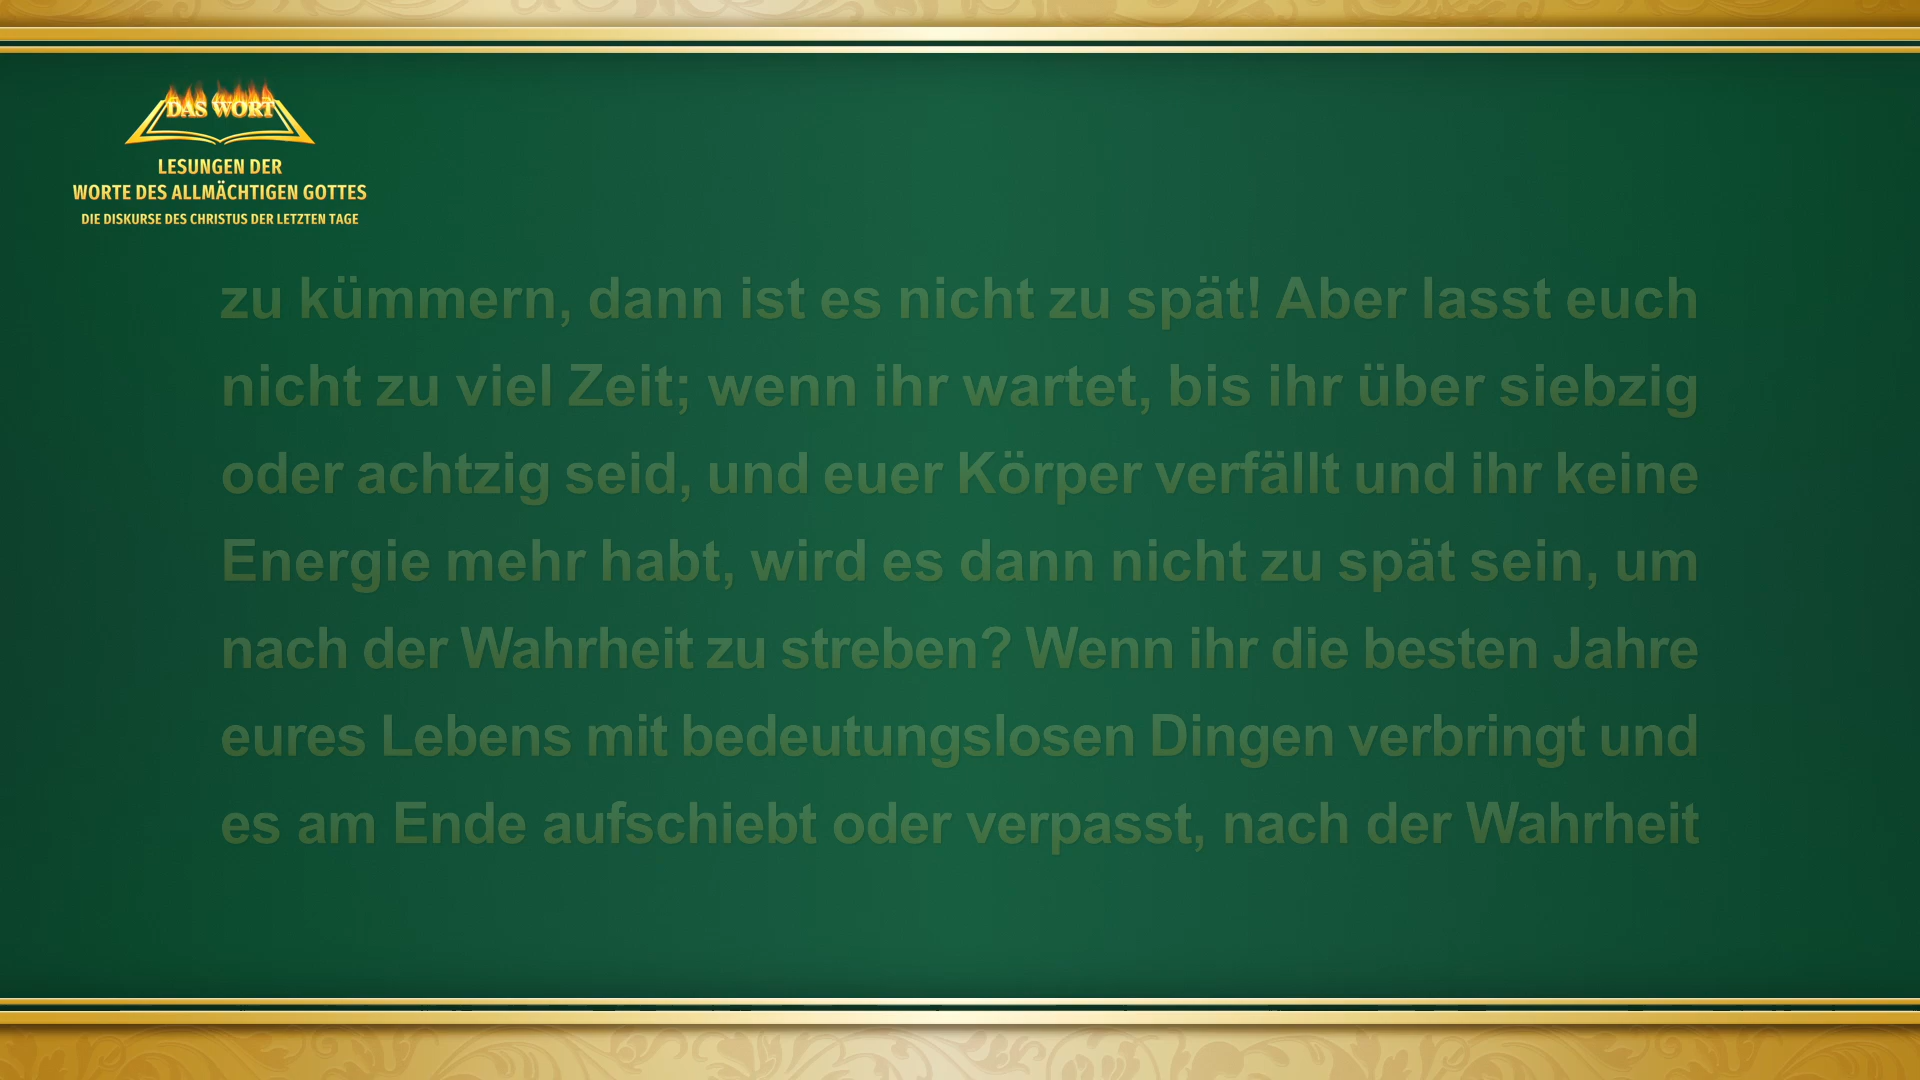 DAS WORT
LESUNGEN DER
WORTE DES ALLMÄCHTIGEN GOTTES
DIE DISKURSE DES CHRISTUS DER LETZTEN TAGE
zu kümmern, dann ist es nicht zu spät! Aber lasst euch
nicht zu viel Zeit; wenn ihr wartet, bis ihr über siebzig
oder achtzig seid, und euer Körper verfällt und ihr keine
Energie mehr habt, wird es dann nicht zu spät sein, um
nach der Wahrheit zu streben? Wenn ihr die besten Jahre
eures Lebens mit bedeutungslosen Dingen verbringt und
es am Ende aufschiebt oder verpasst, nach der Wahrheit